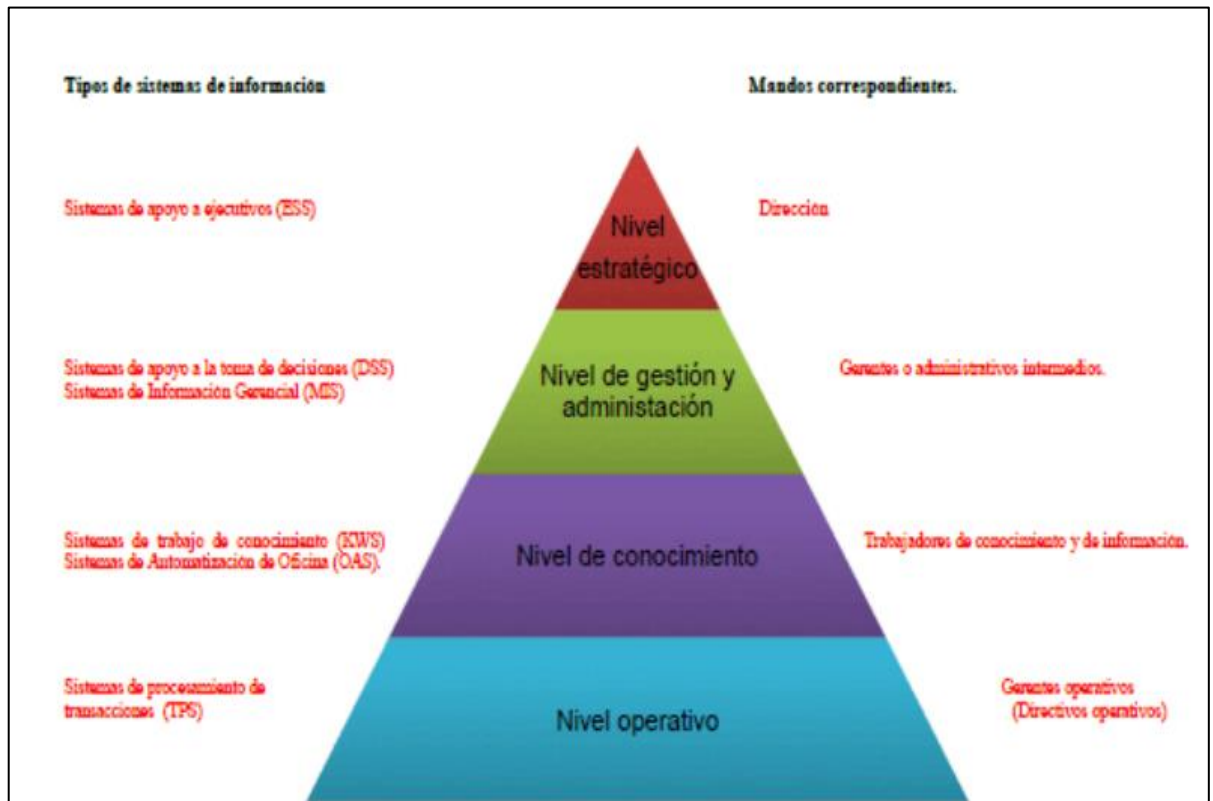 Tipos de sistemas de información
Mandos correspondientes.
Sistemas de apoyo a ejecutivos (ESS)
Nivel
estratégico
Dirección
Sistemas de apoyo a la toma de decisiones (DSS)
Sistemas de Información Gerencial (MIS)
Nivel de gestión y
administación
Gerentes o administrativos intermedios.
Sistemas de trabajo de conocimiento (KWS)
Sistemas de Automatización de Oficina (OAS).
Nivel de conocimiento
Trabajadores de conocimiento y de información.
Sistemas de procesamiento de
transacciones (TPS)
Nivel operativo
Gerentes operativos
(Directivos operativos)